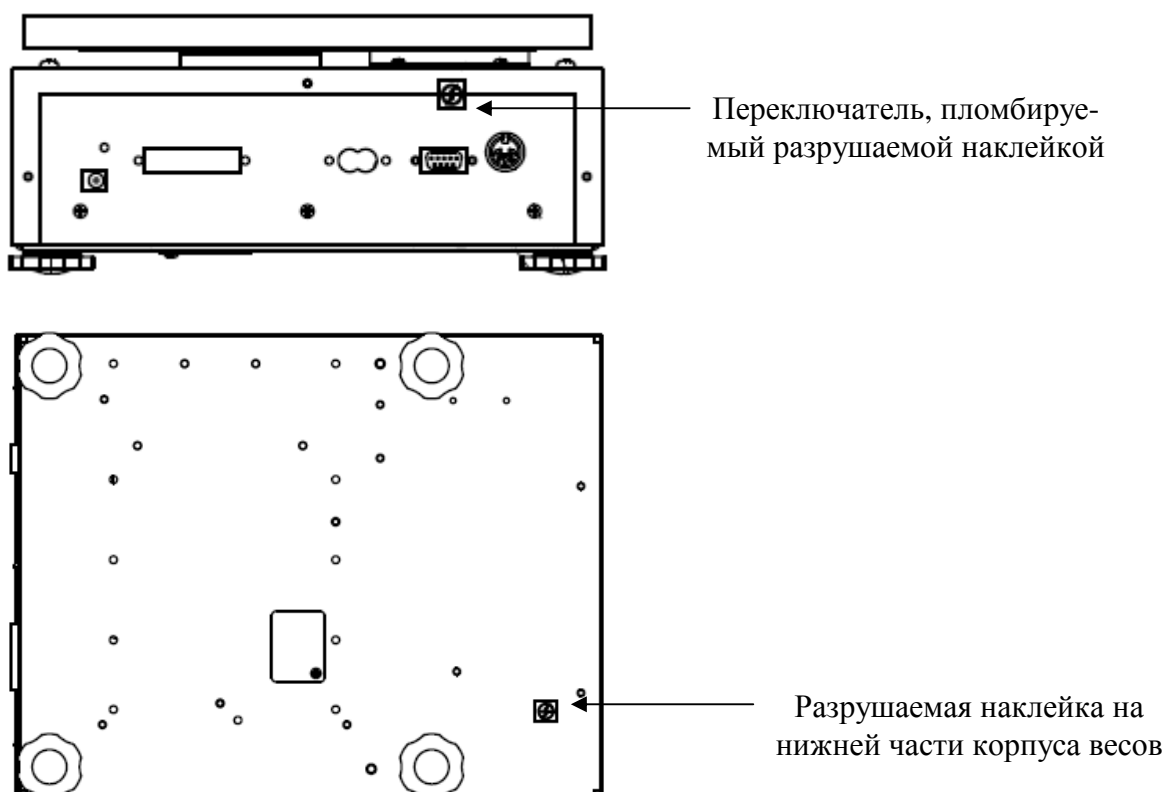 Переключатель, пломбируе-
мый разрушаемой наклейкой
Разрушаемая наклейка на
нижней части корпуса весов